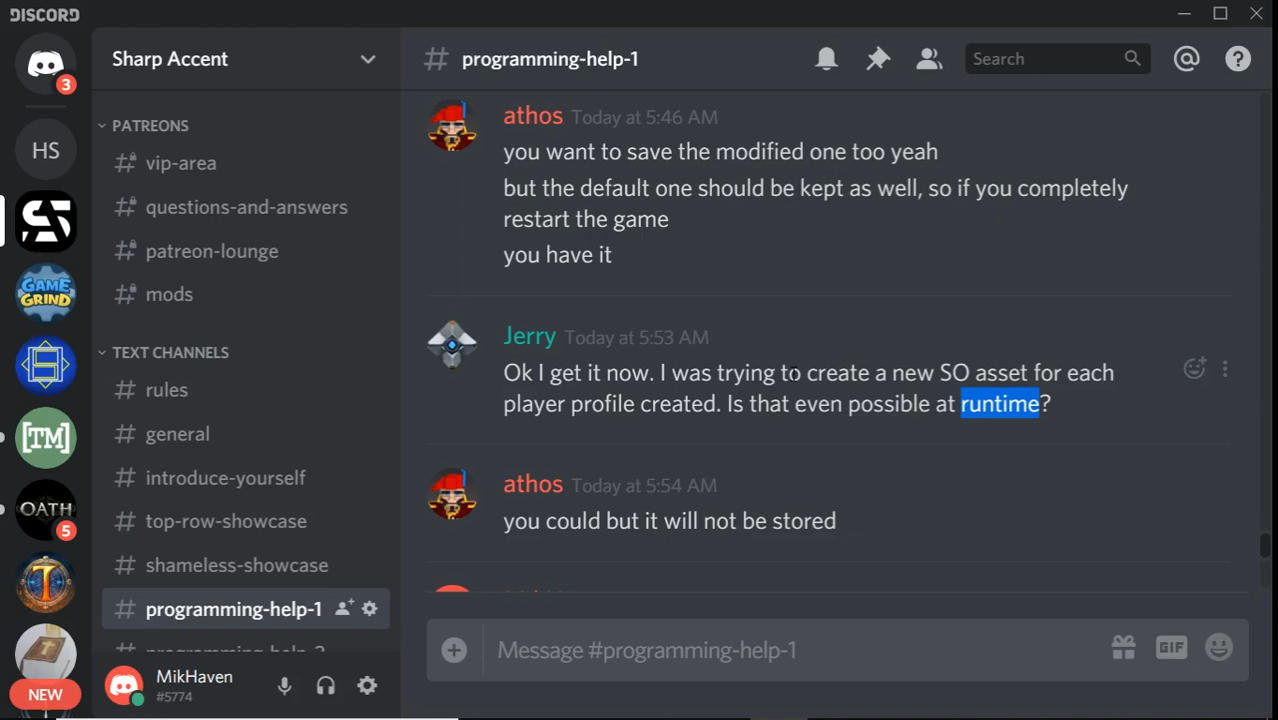 DISCORD
3
HS
GAME
GRIND
[TM]
OATH
5
NEW
Sharp Accent
PATREONS
vip-area
questions-and-answers
patreon-lounge
mods
TEXT CHANNELS
# rules
# general
# introduce-yourself
# top-row-showcase
# shameless-showcase
# programming-help-1
MikHaven
#5774
# programming-help-1
Search
athos Today at 5:46 AM
you want to save the modified one too yeah
but the default one should be kept as well, so if you completely
restart the game
you have it
Jerry Today at 5:53 AM
Ok I get it now. I was trying to create a new SO asset for each
player profile created. Is that even possible at runtime?
athos Today at 5:54 AM
you could but it will not be stored
Message #programming-help-1
GIF